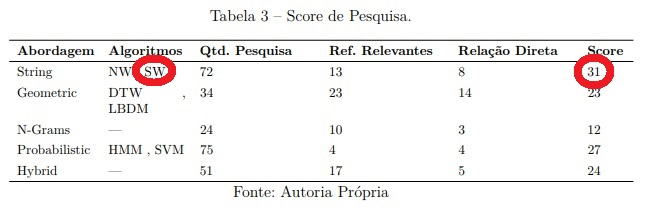 Tabela 3 – Score de Pesquisa.
Abordagem Algoritmos Qtd. Pesquisa Ref. Relevantes Relação Direta Score
String NW SW 72 13 8 31
Geometric DTW , 34 23 14 23
LBDM
N-Grams — 24 10 3 12
Probabilistic HMM , SVM 75 4 4 27
Hybrid — 51 17 5 24
Fonte: Autoria Própria